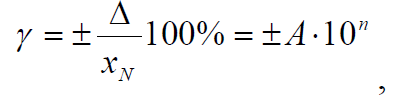 γ = ± Δ/x_N 100% = ± A · 10^n ,